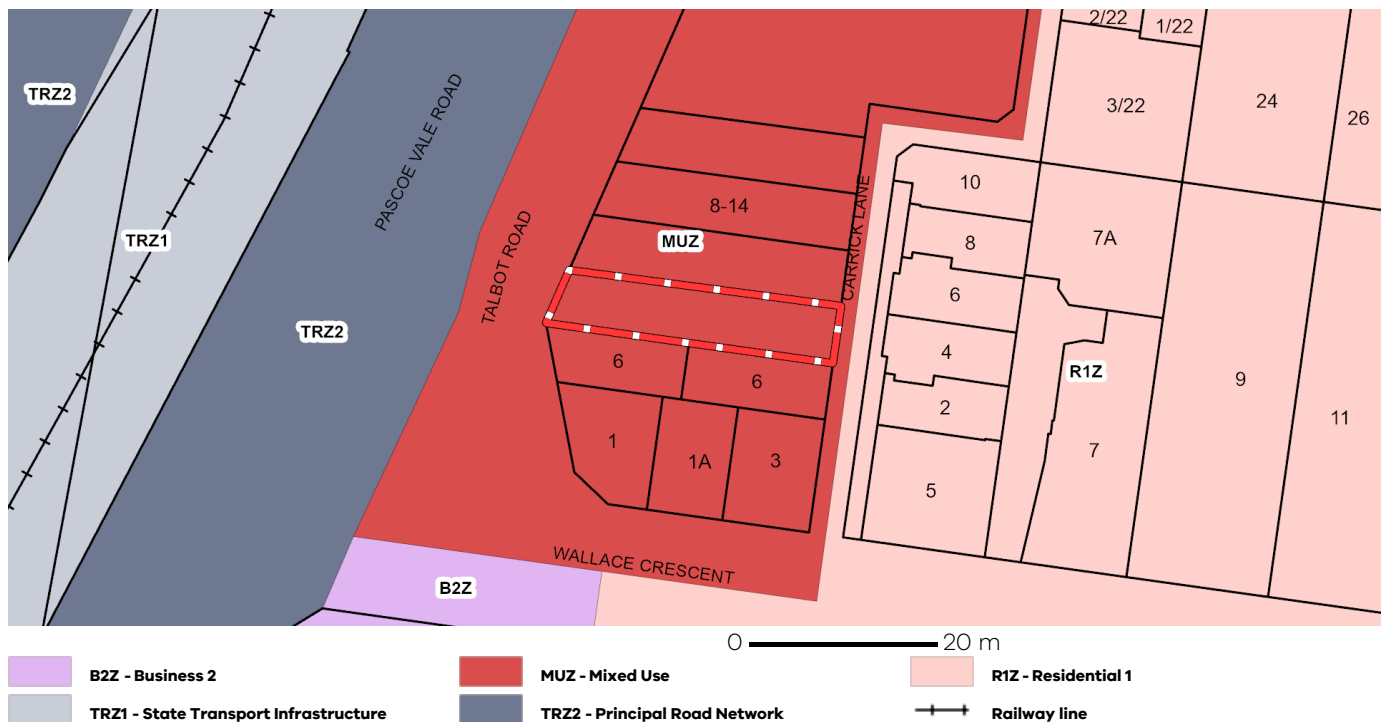 2/22
1/22
TRZ2
3/22
24
26
PASCOE VALE ROAD
10
CARRICK LANE
8-14
TALBOT ROAD
MUZ
8
7A
TRZ1
6
TRZ2
4
6
6
R1Z
9
2
11
1
1A
3
7
5
WALLACE CRESCENT
B2Z
0 20 m
B2Z - Business 2
MUZ - Mixed Use
R1Z - Residential 1
TRZ1 - State Transport Infrastructure
TRZ2 - Principal Road Network
Railway line